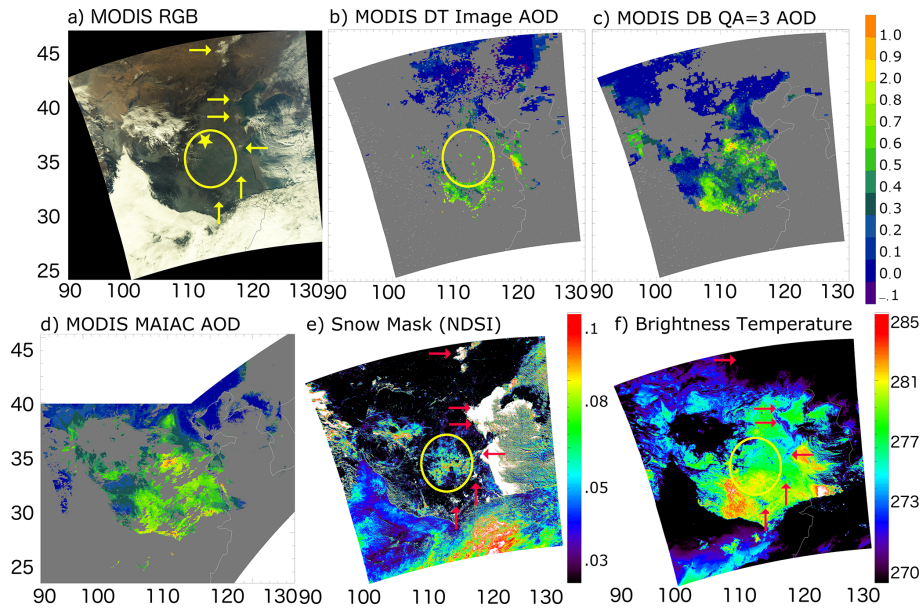 a) MODIS RGB
b) MODIS DT Image AOD
c) MODIS DB QA=3 AOD
45
40
35
30
25
90 100 110 120 130
90 100 110 120 130
90 100 110 120 130
1.0
0.9
2.0
0.8
0.7
0.6
0.5
0.4
0.3
0.2
0.1
0.0
-.1
d) MODIS MAIAC AOD
e) Snow Mask (NDSI)
f) Brightness Temperature
45
40
35
30
25
90 100 110 120 130
90 100 110 120 130
90 100 110 120 130
.1
.08
.05
.03
285
281
277
273
270